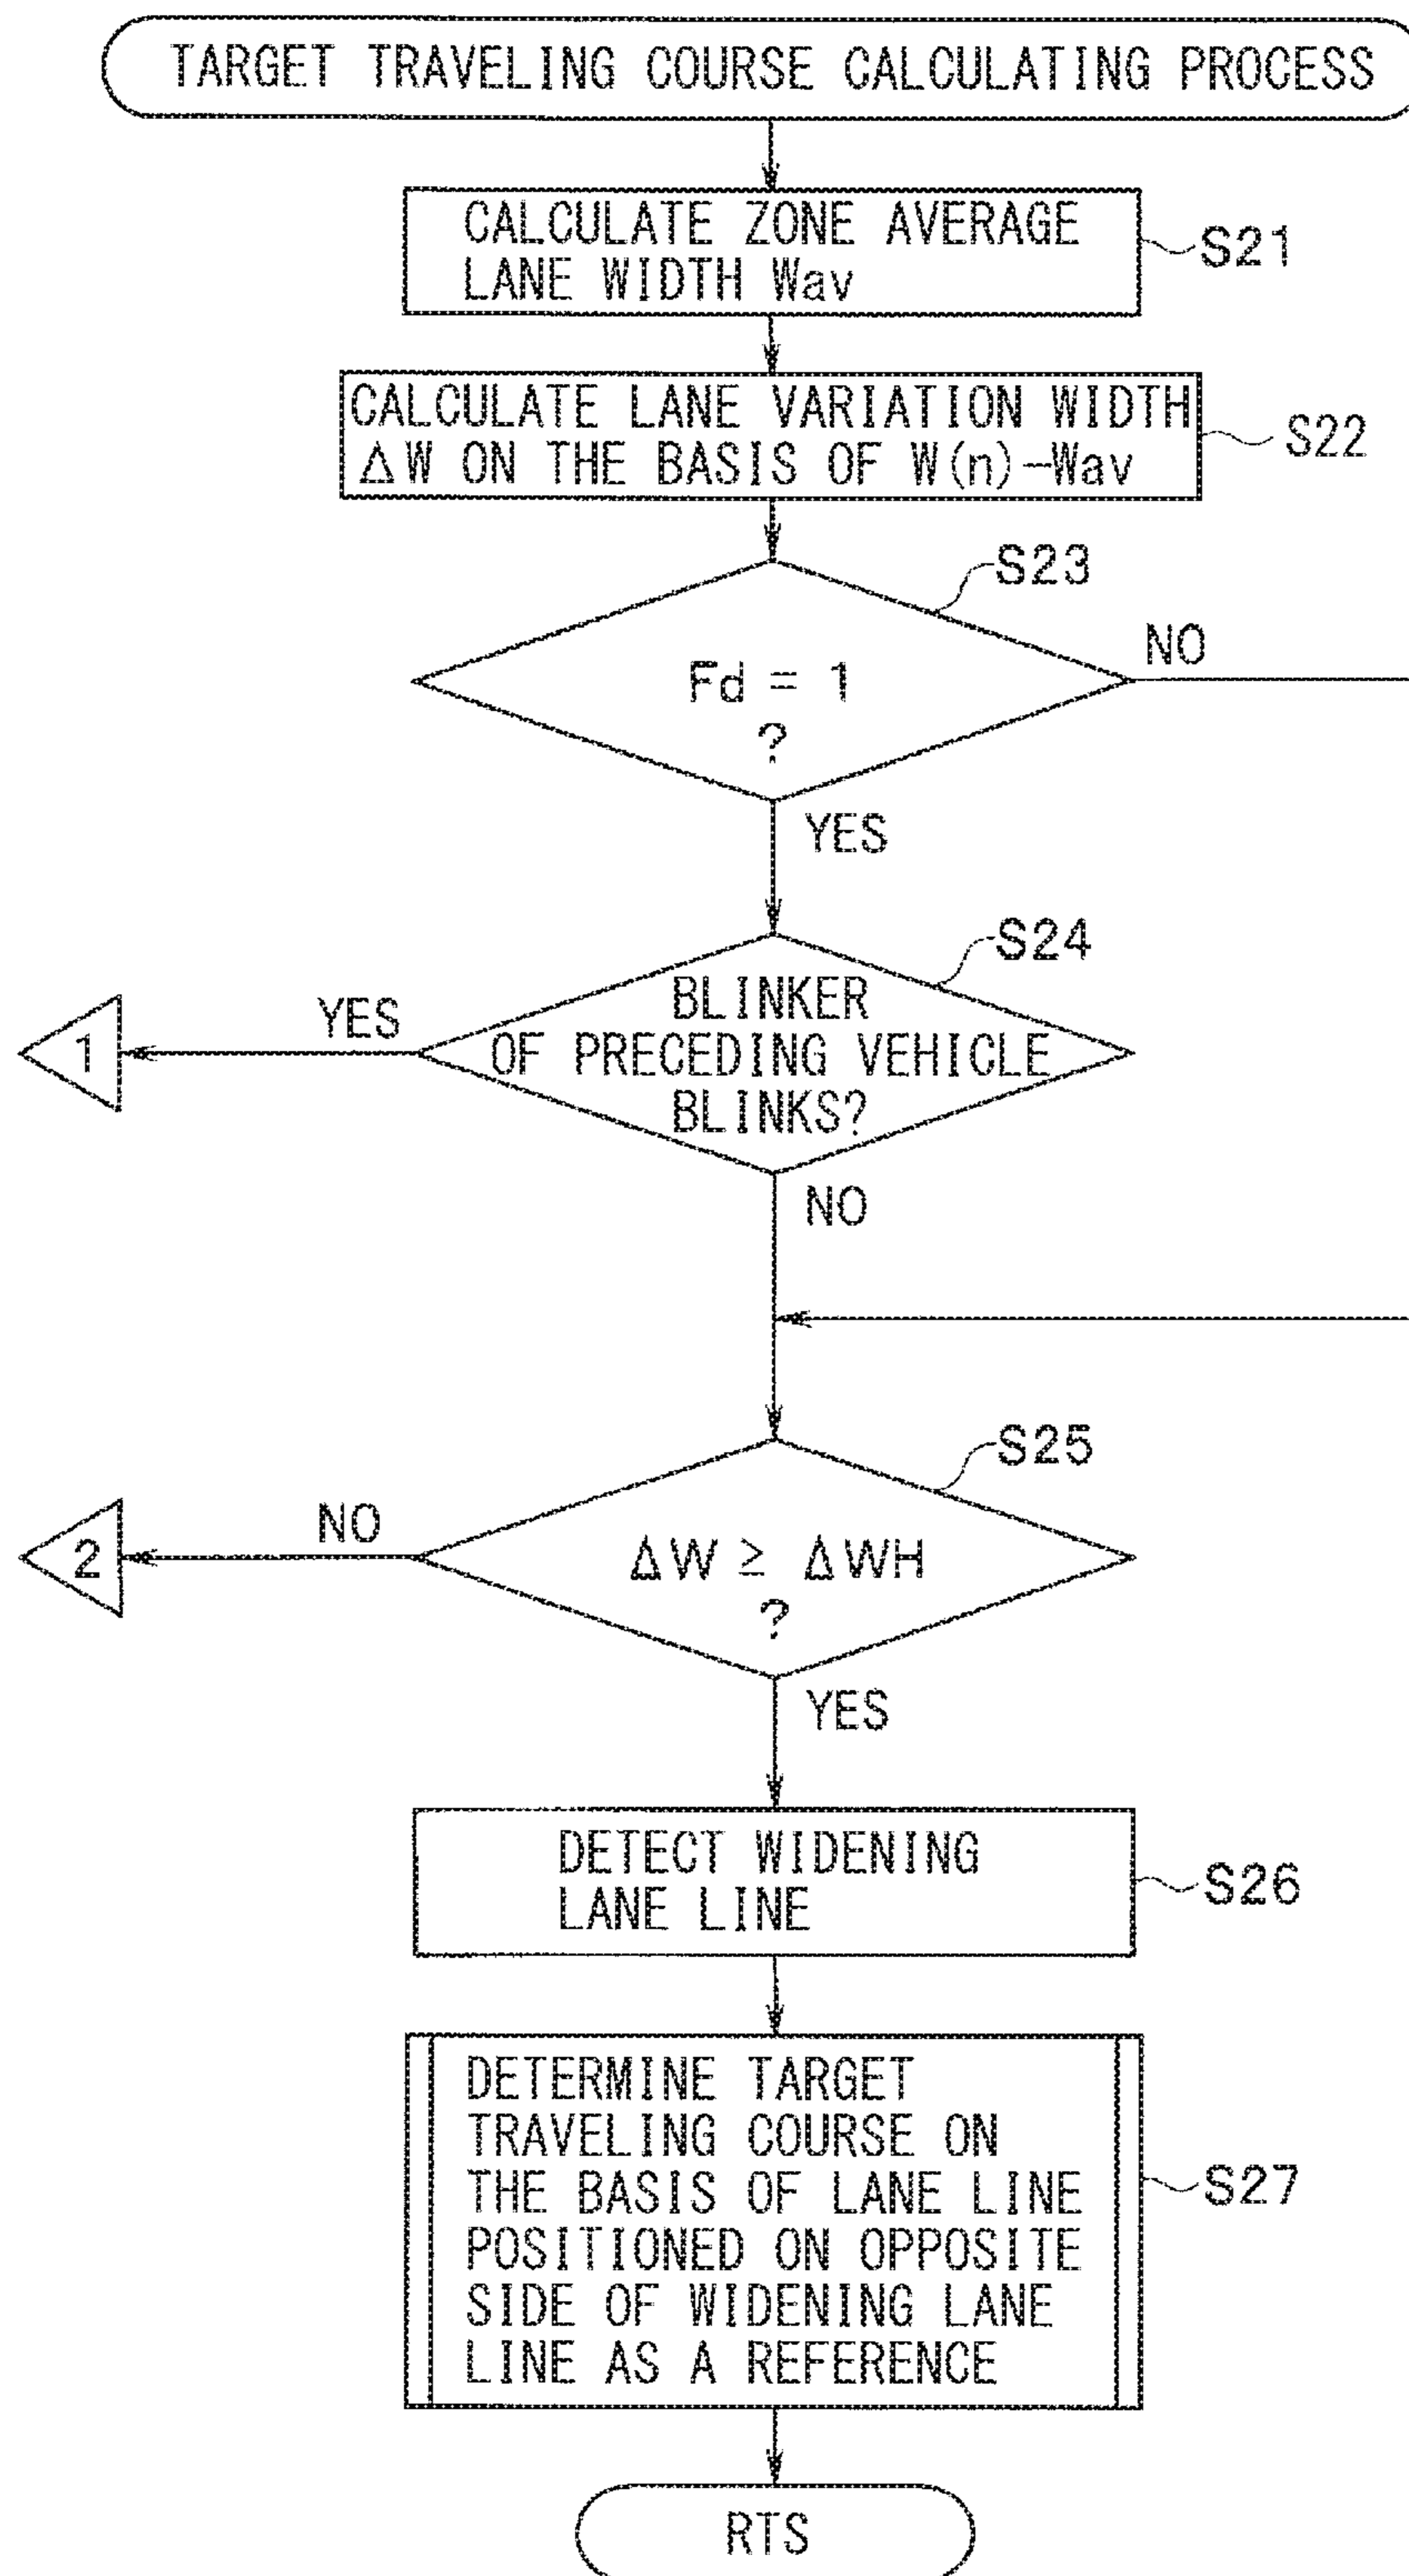 TARGET TRAVELING COURSE CALCULATING PROCESS
CALCULATE ZONE AVERAGE
LANE WIDTH Wav
S21
CALCULATE LANE VARIATION WIDTH
ΔW ON THE BASIS OF W(n)-Wav
S22
S23
Fd = 1
?
NO
YES
S24
BLINKER
OF PRECEDING VEHICLE
BLINKS?
YES
1
NO
S25
ΔW ≥ ΔWH
?
NO
2
YES
DETECT WIDENING
LANE LINE
S26
DETERMINE TARGET
TRAVELING COURSE ON
THE BASIS OF LANE LINE
POSITIONED ON OPPOSITE
SIDE OF WIDENING LANE
LINE AS A REFERENCE
S27
RTS